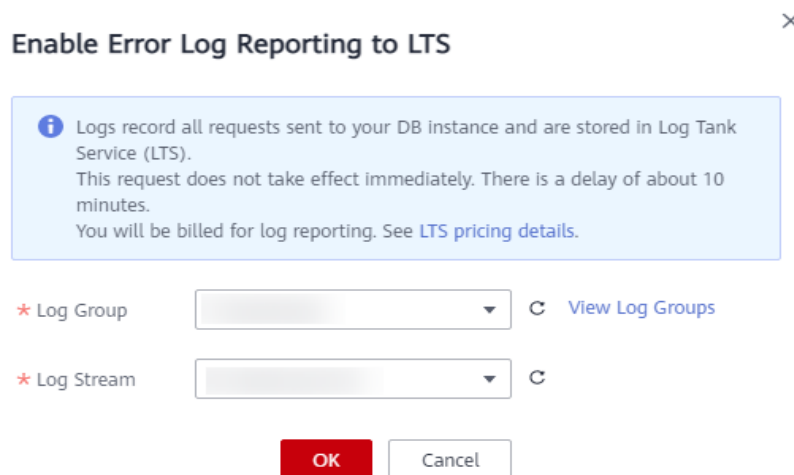 Enable Error Log Reporting to LTS
Logs record all requests sent to your DB instance and are stored in Log Tank
Service (LTS).
This request does not take effect immediately. There is a delay of about 10
minutes.
You will be billed for log reporting. See LTS pricing details.
* Log Group
View Log Groups
* Log Stream
OK
Cancel